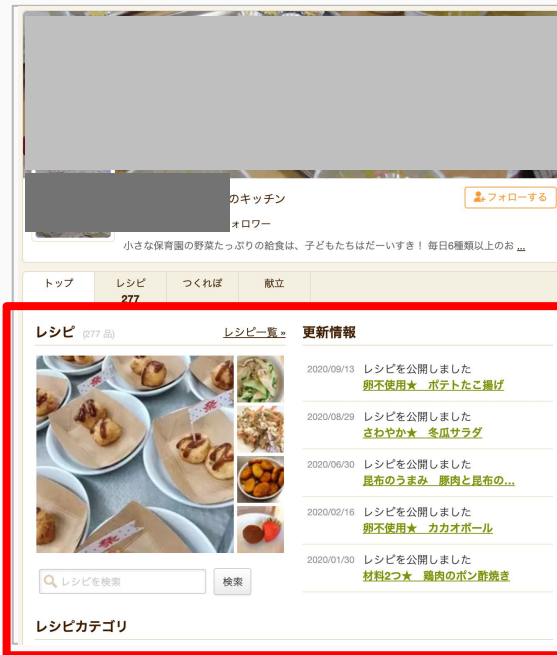 のキッチン
フォローする
ォロワー
小さな保育園の野菜たっぷりの給食は、子どもたちはだーいすき！ 毎日6種類以上のお ...
トップ
レシピ
277
つくれぽ
献立
レシピ (277 品)
レシピ一覧 »
レシピを検索
検索
レシピカテゴリ
更新情報
2020/09/13 レシピを公開しました
卵不使用★ ポテトたこ揚げ
2020/08/29 レシピを公開しました
さわやか★ 冬瓜サラダ
2020/06/30 レシピを公開しました
昆布のうまみ 豚肉と昆布の...
2020/02/16 レシピを公開しました
卵不使用★ カカオボール
2020/01/30 レシピを公開しました
材料2つ★ 鶏肉のポン酢焼き